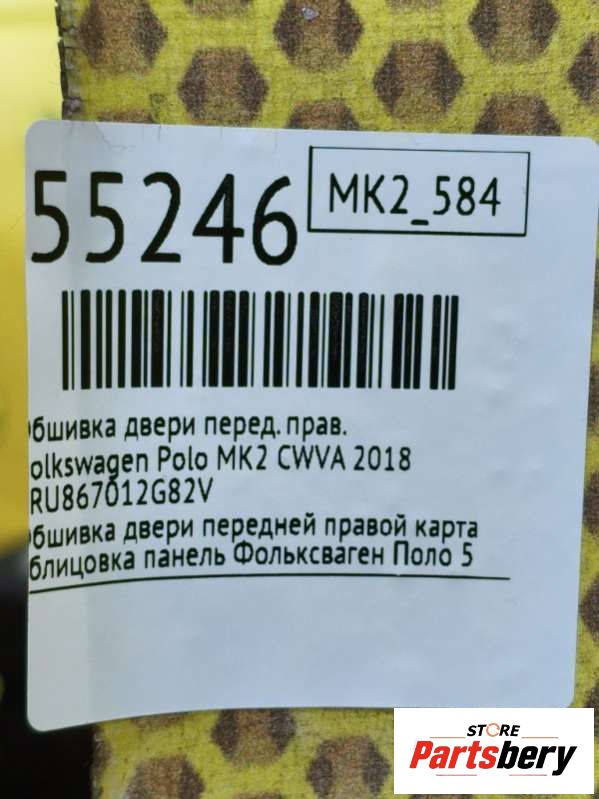 55246
MK2_584
бшивка двери перед. прав.
olkswagen Polo MK2 CWVA 2018
RU867012G82V
бшивка двери передней правой карта
блицовка панель Фольксваген Поло 5
STORE
Partsbery